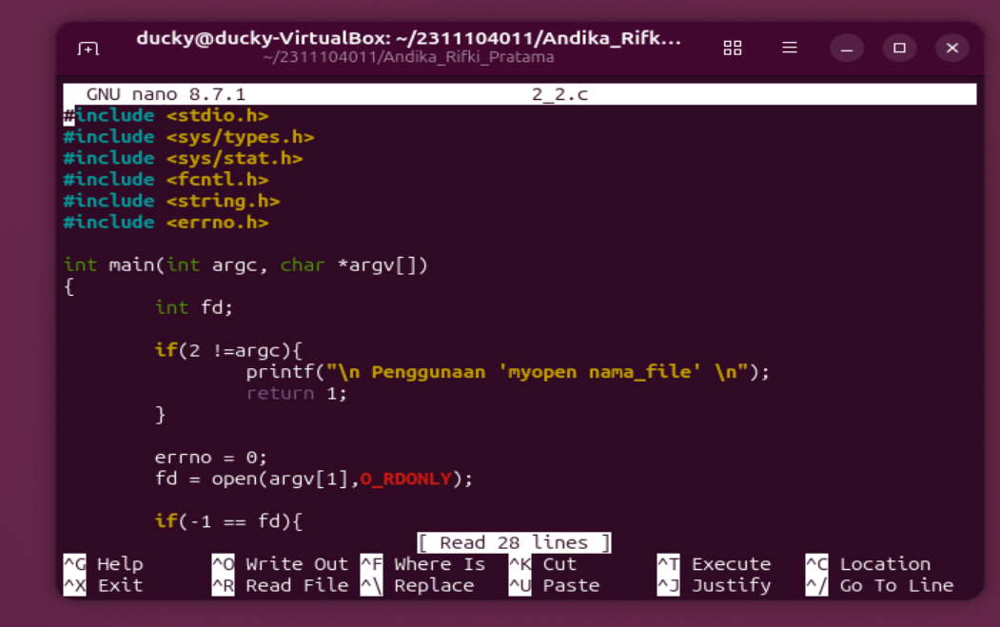 ducky@ducky-VirtualBox: ~/2311104011/Andika_Rifk...
~/2311104011/Andika_Rifki_Pratama
GNU nano 8.7.1 2_2.c
#include <stdio.h>
#include <sys/types.h>
#include <sys/stat.h>
#include <fcntl.h>
#include <string.h>
#include <errno.h>
int main(int argc, char *argv[])
{
int fd;
if(2 !=argc){
printf("\n Penggunaan 'myopen nama_file' \n");
return 1;
}
errno = 0;
fd = open(argv[1],O_RDONLY);
if(-1 == fd){
[ Read 28 lines ]
^G Help ^O Write Out ^F Where Is ^K Cut ^T Execute ^C Location
^X Exit ^R Read File ^\ Replace ^U Paste ^J Justify ^/ Go To Line